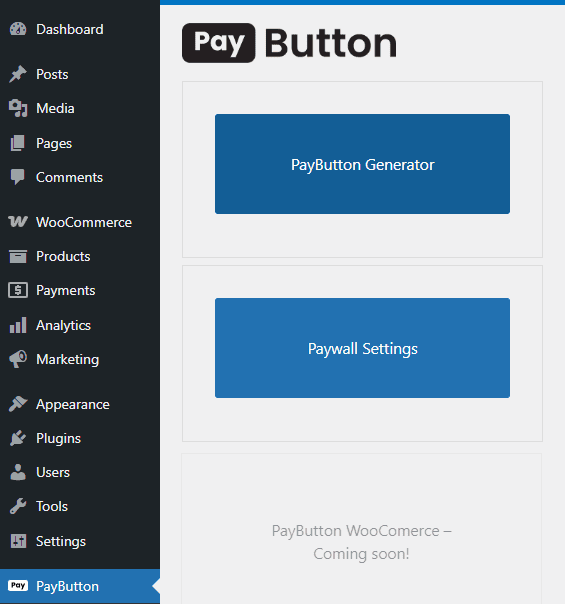 Dashboard
Posts
Media
Pages
Comments
WooCommerce
Products
Payments
Analytics
Marketing
Appearance
Plugins
Users
Tools
Settings
Pay PayButton
Pay Button
PayButton Generator
Paywall Settings
PayButton WooComerce –
Coming soon!